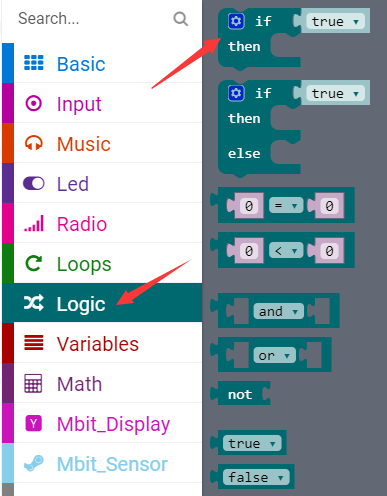 Search...
Basic
Input
Music
Led
Radio
Loops
Logic
Variables
Math
Y Mbit_Display
Mbit_Sensor
if true
then
if true
then
else
0 = 0
0 < 0
and
or
not
true
false